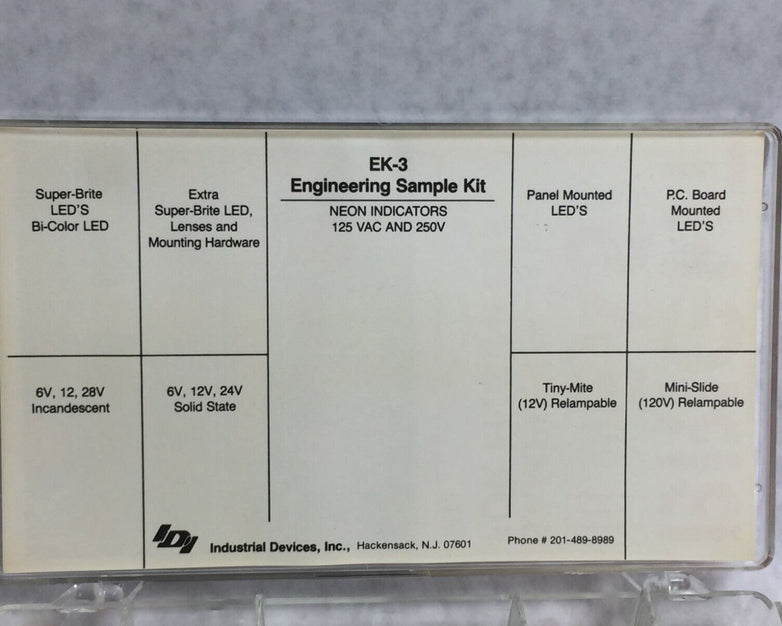 Super-Brite
LED'S
Bi-Color LED
Extra
Super-Brite LED,
Lenses and
Mounting Hardware
EK-3
Engineering Sample Kit
NEON INDICATORS
125 VAC AND 250V
Panel Mounted
LED'S
P.C. Board
Mounted
LED'S
6V, 12, 28V
Incandescent
6V, 12V, 24V
Solid State
Tiny-Mite
(12V) Relampable
Mini-Slide
(120V) Relampable
IDI Industrial Devices, Inc., Hackensack, N.J. 07601
Phone # 201-489-8989